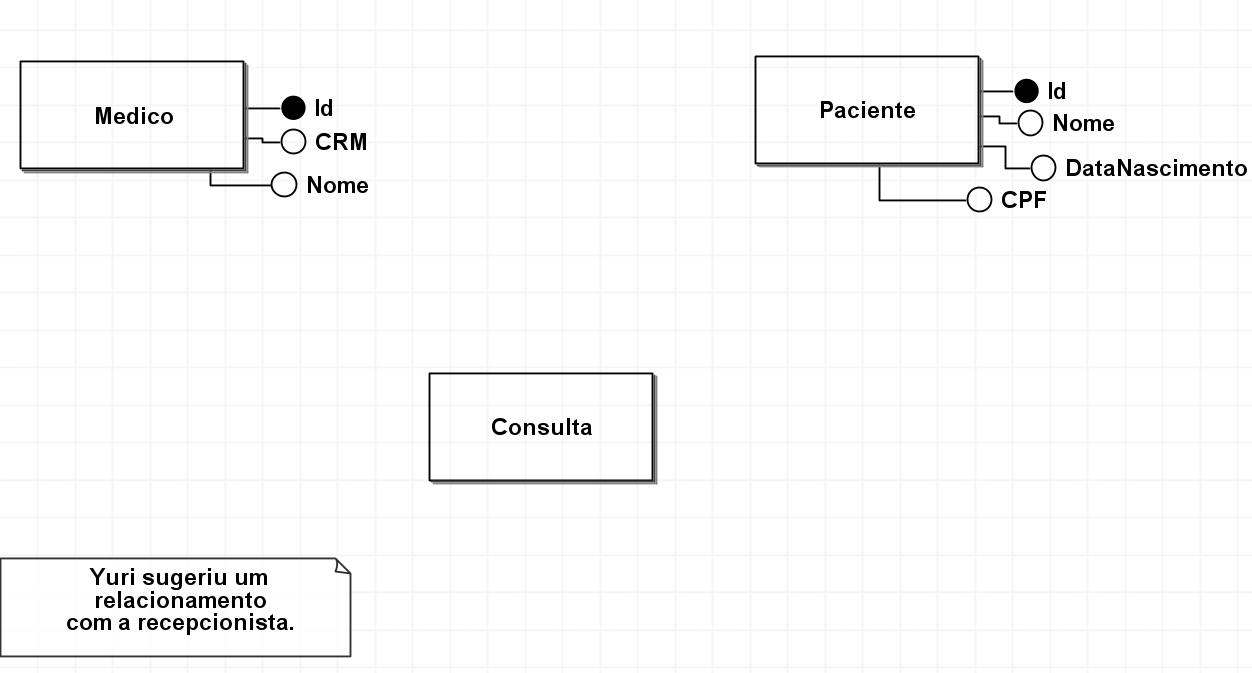 Medico
Id
CRM
Nome
Paciente
Id
Nome
DataNascimento
CPF
Consulta
Yuri sugeriu um
relacionamento
com a recepcionista.